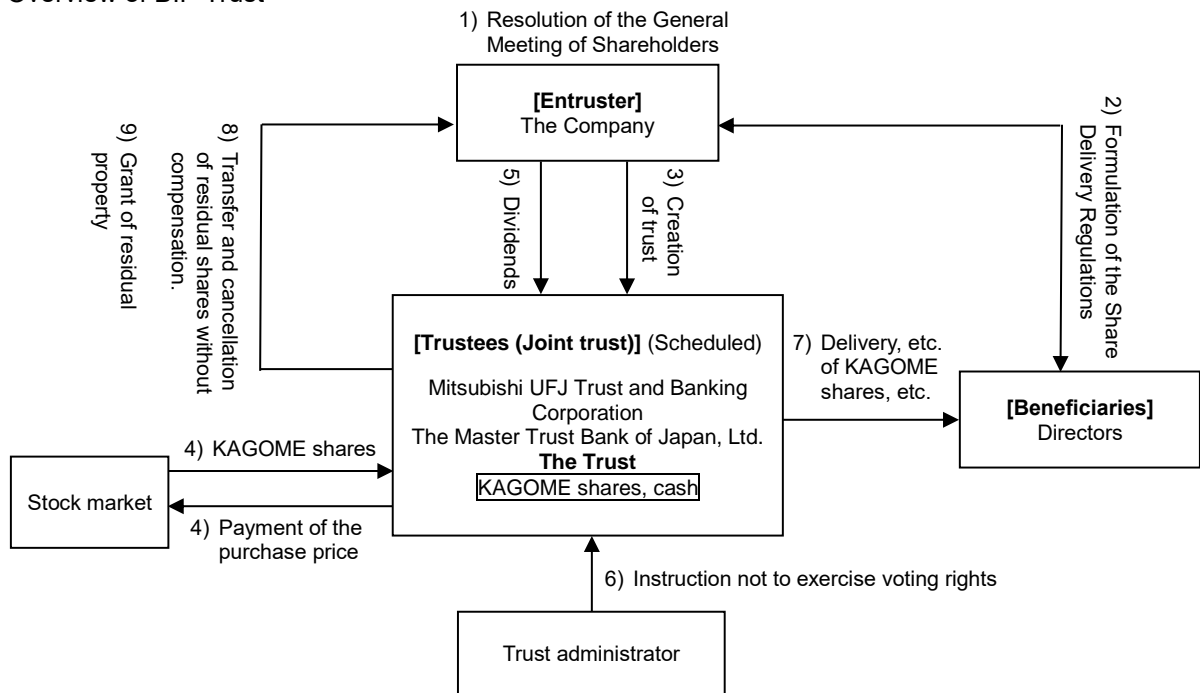 Overview of BIP Trust
1) Resolution of the General
Meeting of Shareholders
[Entruster]
The Company
2) Formulation of the Share
Delivery Regulations
9) Grant of residual
property
8) Transfer and cancellation
of residual shares without
compensation.
5) Dividends
3) Creation
of trust
[Trustees (Joint trust)] (Scheduled)
Mitsubishi UFJ Trust and Banking
Corporation
The Master Trust Bank of Japan, Ltd.
The Trust
KAGOME shares, cash
7) Delivery, etc.
of KAGOME
shares, etc.
[Beneficiaries]
Directors
4) KAGOME shares
Stock market
4) Payment of the
purchase price
6) Instruction not to exercise voting rights
Trust administrator